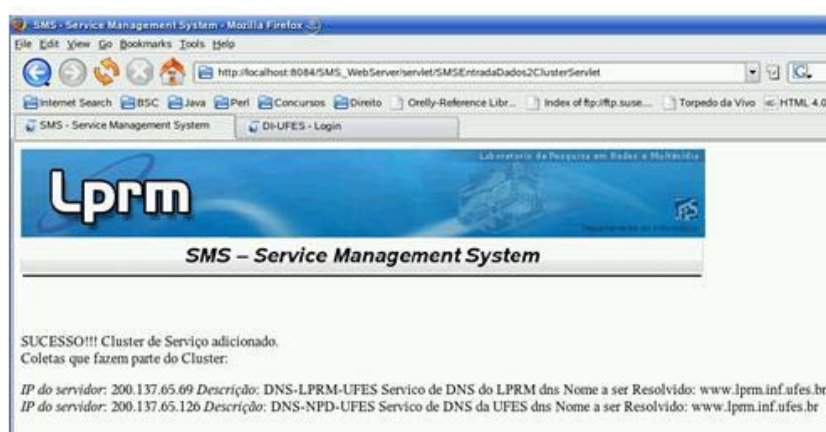 SMS - Service Management System - Mozilla Firefox
File Edit View Go Bookmarks Tools Help
http://localhost:8084/SMS_WebServer/servlet/SMSEntradaDados2ClusterServlet
Internet Search BSC Java Perl Concursos Direito Orelly-Reference Libr... Index of ftp://ftp.suse.... Torpedo da Vivo HTML 4.0
SMS - Service Management System DI-UFES - Login
Laboratorio de Pesquisa em Redes e Multimidia
Lprm
SMS – Service Management System
SUCESSO!!! Cluster de Serviço adicionado.
Coletas que fazem parte do Cluster:
IP do servidor: 200.137.65.69 Descrição: DNS-LPRM-UFES Servico de DNS do LPRM dns Nome a ser Resolvido: www.lprm.inf.ufes.br
IP do servidor: 200.137.65.126 Descrição: DNS-NPD-UFES Servico de DNS da UFES dns Nome a ser Resolvido: www.lprm.inf.ufes.br